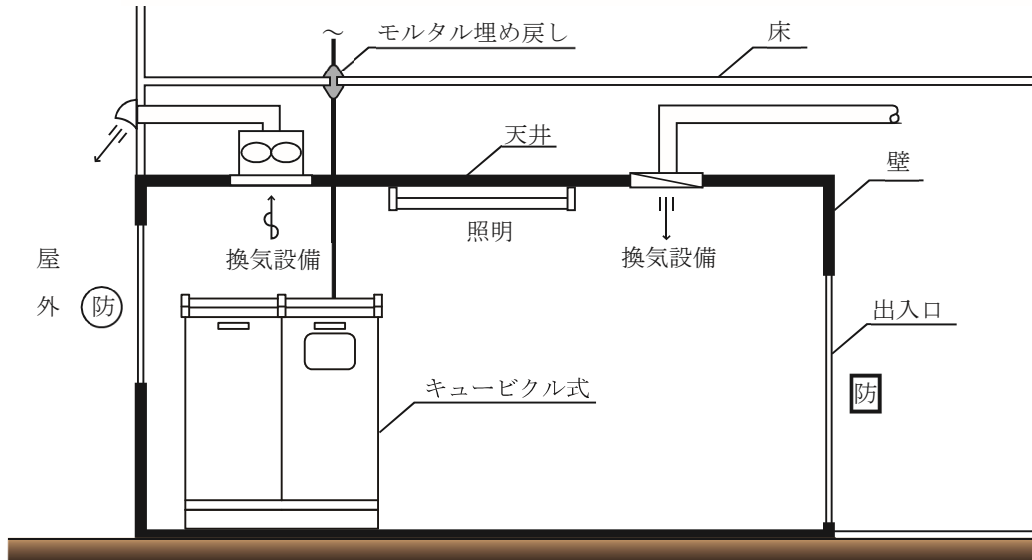 〜
モルタル埋め戻し
床
天井
壁
照明
換気設備
換気設備
屋外
防
出入口
防
キュービクル式